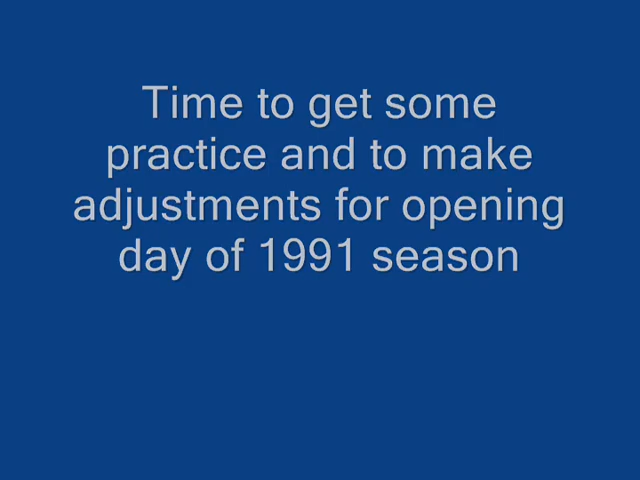 Time to get some
practice and to make
adjustments for opening
day of 1991 season